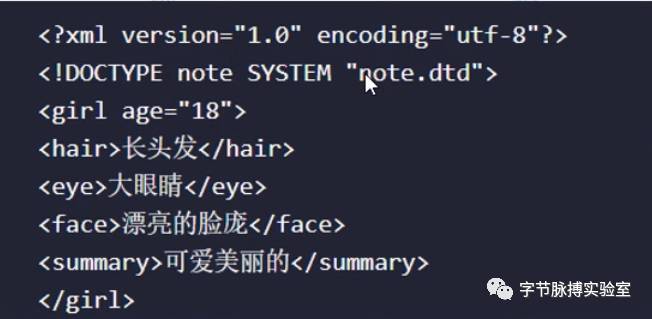 <?xml version="1.0" encoding="utf-8"?>
<!DOCTYPE note SYSTEM "note.dtd">
<girl age="18">
<hair>长头发</hair>
<eye>大眼睛</eye>
<face>漂亮的脸庞</face>
<summary>可爱美丽的</summary>
</girl>
字节脉搏实验室